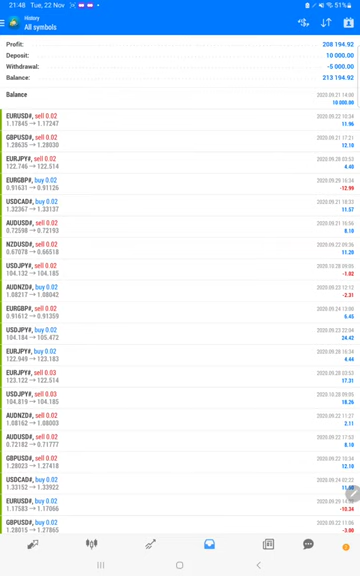 21:48 Tue, 22 Nov 51%
History
All symbols
Profit: 208 194.92
Deposit: 10 000.00
Withdrawal: -5 000.00
Balance: 213 194.92
Balance 2020.09.21 14:00
10 000.00
EURUSD#, sell 0.02 2020.09.22 10:34
1.17845 → 1.17247 11.96
GBPUSD#, sell 0.02 2020.09.21 17:21
1.28635 → 1.28030 12.10
EURJPY#, sell 0.02 2020.09.28 03:53
122.746 → 122.514 4.40
EURGBP#, buy 0.02 2020.09.29 16:34
0.91631 → 0.91126 -12.99
USDCAD#, buy 0.02 2020.09.21 18:33
1.32367 → 1.33137 11.57
AUDUSD#, sell 0.02 2020.09.21 16:56
0.72598 → 0.72193 8.10
NZDUSD#, sell 0.02 2020.09.22 09:36
0.67078 → 0.66518 11.20
USDJPY#, sell 0.02 2020.10.28 09:05
104.132 → 104.185 -1.02
AUDNZD#, buy 0.02 2020.09.23 12:12
1.08217 → 1.08042 -2.31
EURGBP#, sell 0.02 2020.09.24 13:00
0.91612 → 0.91359 6.45
USDJPY#, buy 0.02 2020.09.23 22:04
104.184 → 105.472 24.42
EURJPY#, buy 0.02 2020.09.28 16:34
122.949 → 123.183 4.44
EURJPY#, sell 0.03 2020.09.28 03:53
123.122 → 122.514 17.31
USDJPY#, sell 0.03 2020.10.28 09:05
104.819 → 104.185 18.26
AUDNZD#, sell 0.02 2020.09.22 11:27
1.08162 → 1.08003 2.11
AUDUSD#, sell 0.02 2020.09.22 17:53
0.72182 → 0.71777 8.10
GBPUSD#, sell 0.02 2020.09.22 10:34
1.28023 → 1.27418 12.10
USDCAD#, buy 0.02 2020.09.24 02:22
1.33152 → 1.33922
EURUSD#, buy 0.02
1.17583 → 1.17066 -10.34
GBPUSD#, buy 0.02 2020.09.22 11:06
1.28015 → 1.27865 -3.00